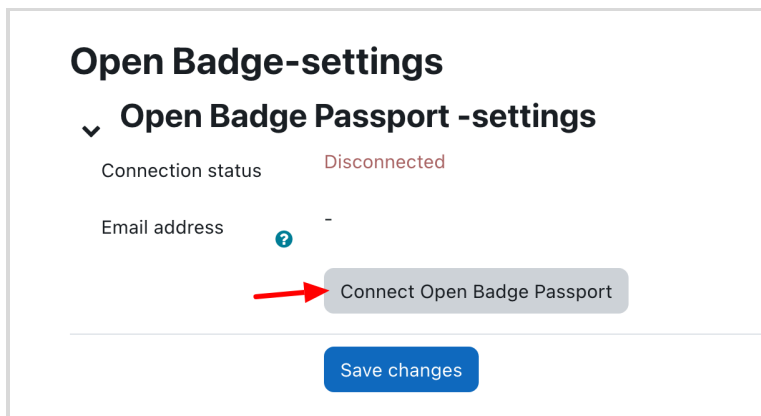 Open Badge-settings
Open Badge Passport -settings
Connection status
Disconnected
Email address
?
-
Connect Open Badge Passport
Save changes